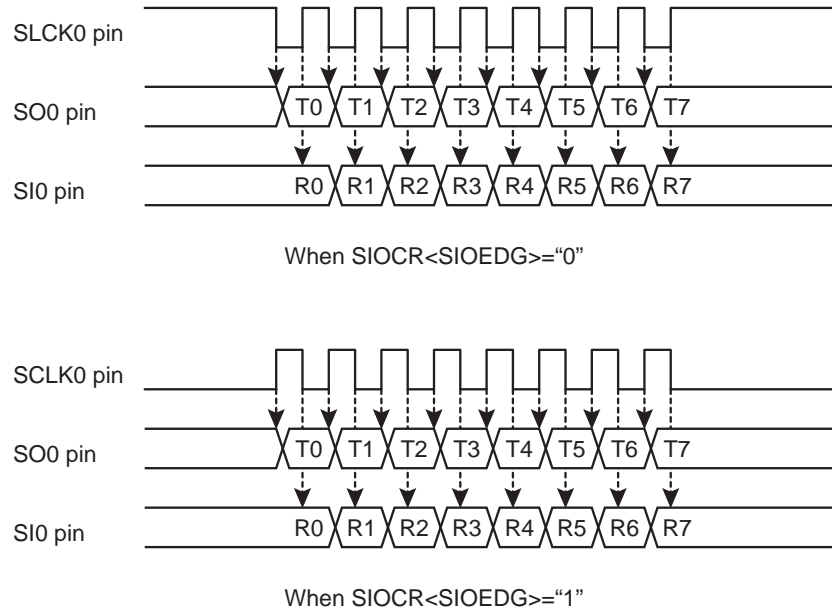 SLCK0 pin
SO0 pin T0 T1 T2 T3 T4 T5 T6 T7
SI0 pin R0 R1 R2 R3 R4 R5 R6 R7
When SIOCR<SIOEDG>=“0”
SCLK0 pin
SO0 pin T0 T1 T2 T3 T4 T5 T6 T7
SI0 pin R0 R1 R2 R3 R4 R5 R6 R7
When SIOCR<SIOEDG>=“1”